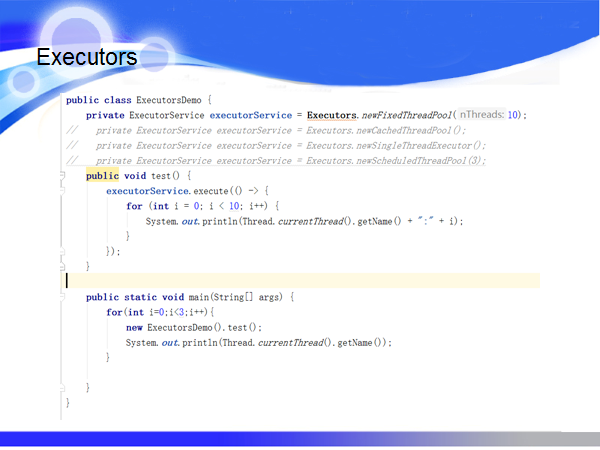 Executors
public class ExecutorsDemo {
private ExecutorService executorService = Executors.newFixedThreadPool( nThreads: 10);
// private ExecutorService executorService = Executors.newCachedThreadPool();
// private ExecutorService executorService = Executors.newSingleThreadExecutor();
// private ExecutorService executorService = Executors.newScheduledThreadPool(3);
public void test() {
executorService.execute(() -> {
for (int i = 0; i < 10; i++) {
System.out.println(Thread.currentThread().getName() + ":" + i);
}
});
}
public static void main(String[] args) {
for(int i=0;i<3;i++){
new ExecutorsDemo().test();
System.out.println(Thread.currentThread().getName());
}
}
}